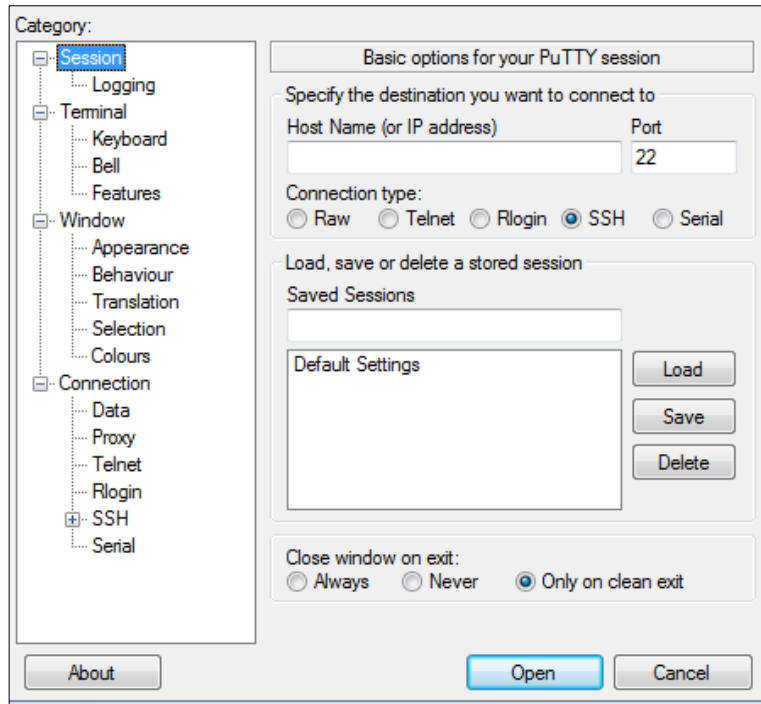 Category:
Session
Logging
Terminal
Keyboard
Bell
Features
Window
Appearance
Behaviour
Translation
Selection
Colours
Connection
Data
Proxy
Telnet
Rlogin
SSH
Serial
Basic options for your PuTTY session
Specify the destination you want to connect to
Host Name (or IP address) Port
22
Connection type:
Raw Telnet Rlogin SSH Serial
Load, save or delete a stored session
Saved Sessions
Default Settings
Load
Save
Delete
Close window on exit:
Always Never Only on clean exit
About Open Cancel